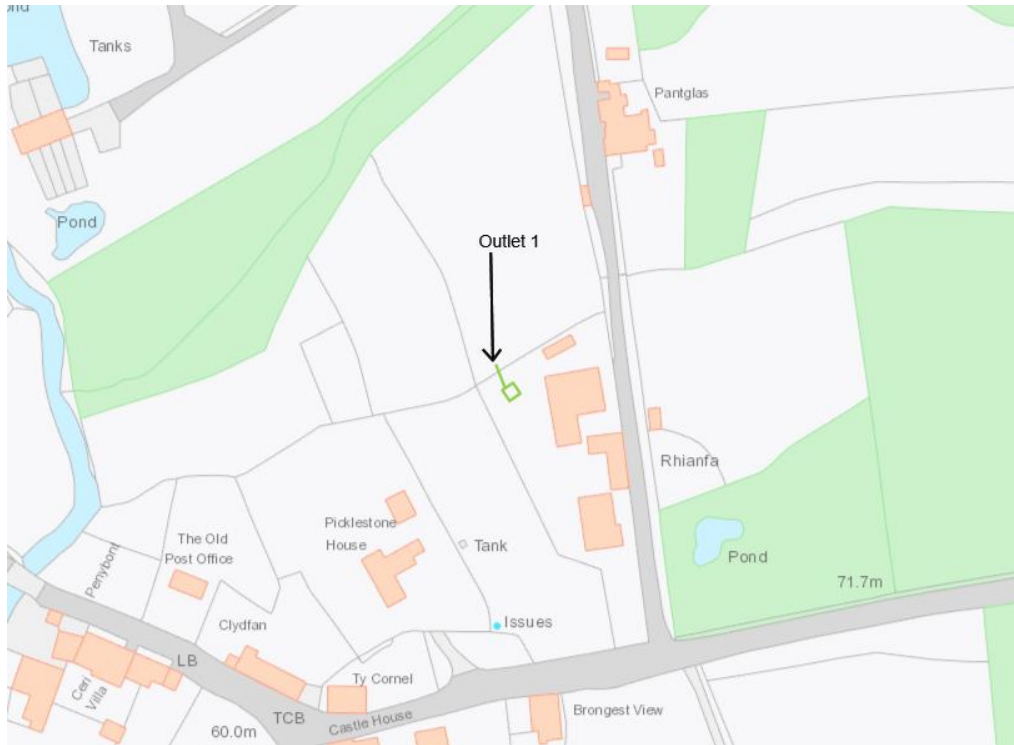 ond
Tanks
Pantglas
Pond
Outlet 1
Rhianfa
Picklestone
House
The Old
Post Office
Tank
Pond
Penybont
71.7m
Clydfan
Issues
LB
Ty Cornel
Ceri
Villa
TCB
Castle House
Brongest View
60.0m